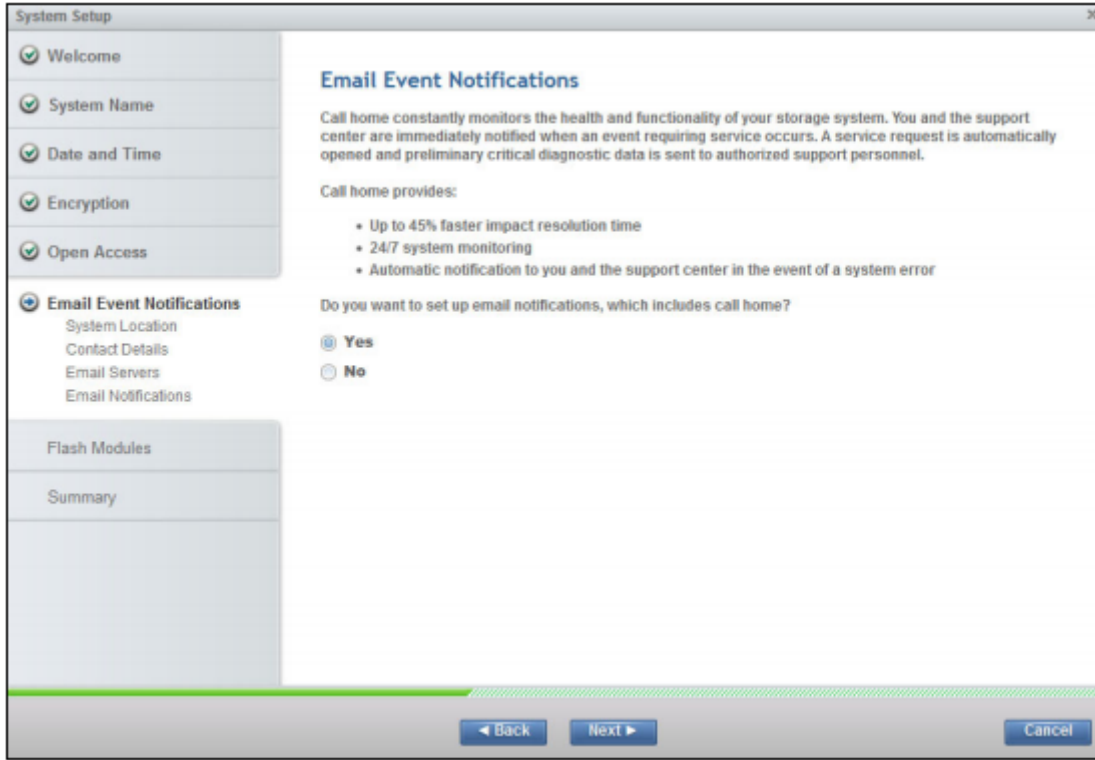 System Setup
Welcome
System Name
Date and Time
Encryption
Open Access
Email Event Notifications
System Location
Contact Details
Email Servers
Email Notifications
Flash Modules
Summary
Email Event Notifications
Call home constantly monitors the health and functionality of your storage system. You and the support
center are immediately notified when an event requiring service occurs. A service request is automatically
opened and preliminary critical diagnostic data is sent to authorized support personnel.
Call home provides:
• Up to 45% faster impact resolution time
• 24/7 system monitoring
• Automatic notification to you and the support center in the event of a system error
Do you want to set up email notifications, which includes call home?
Yes
No
◄ Back
Next ►
Cancel